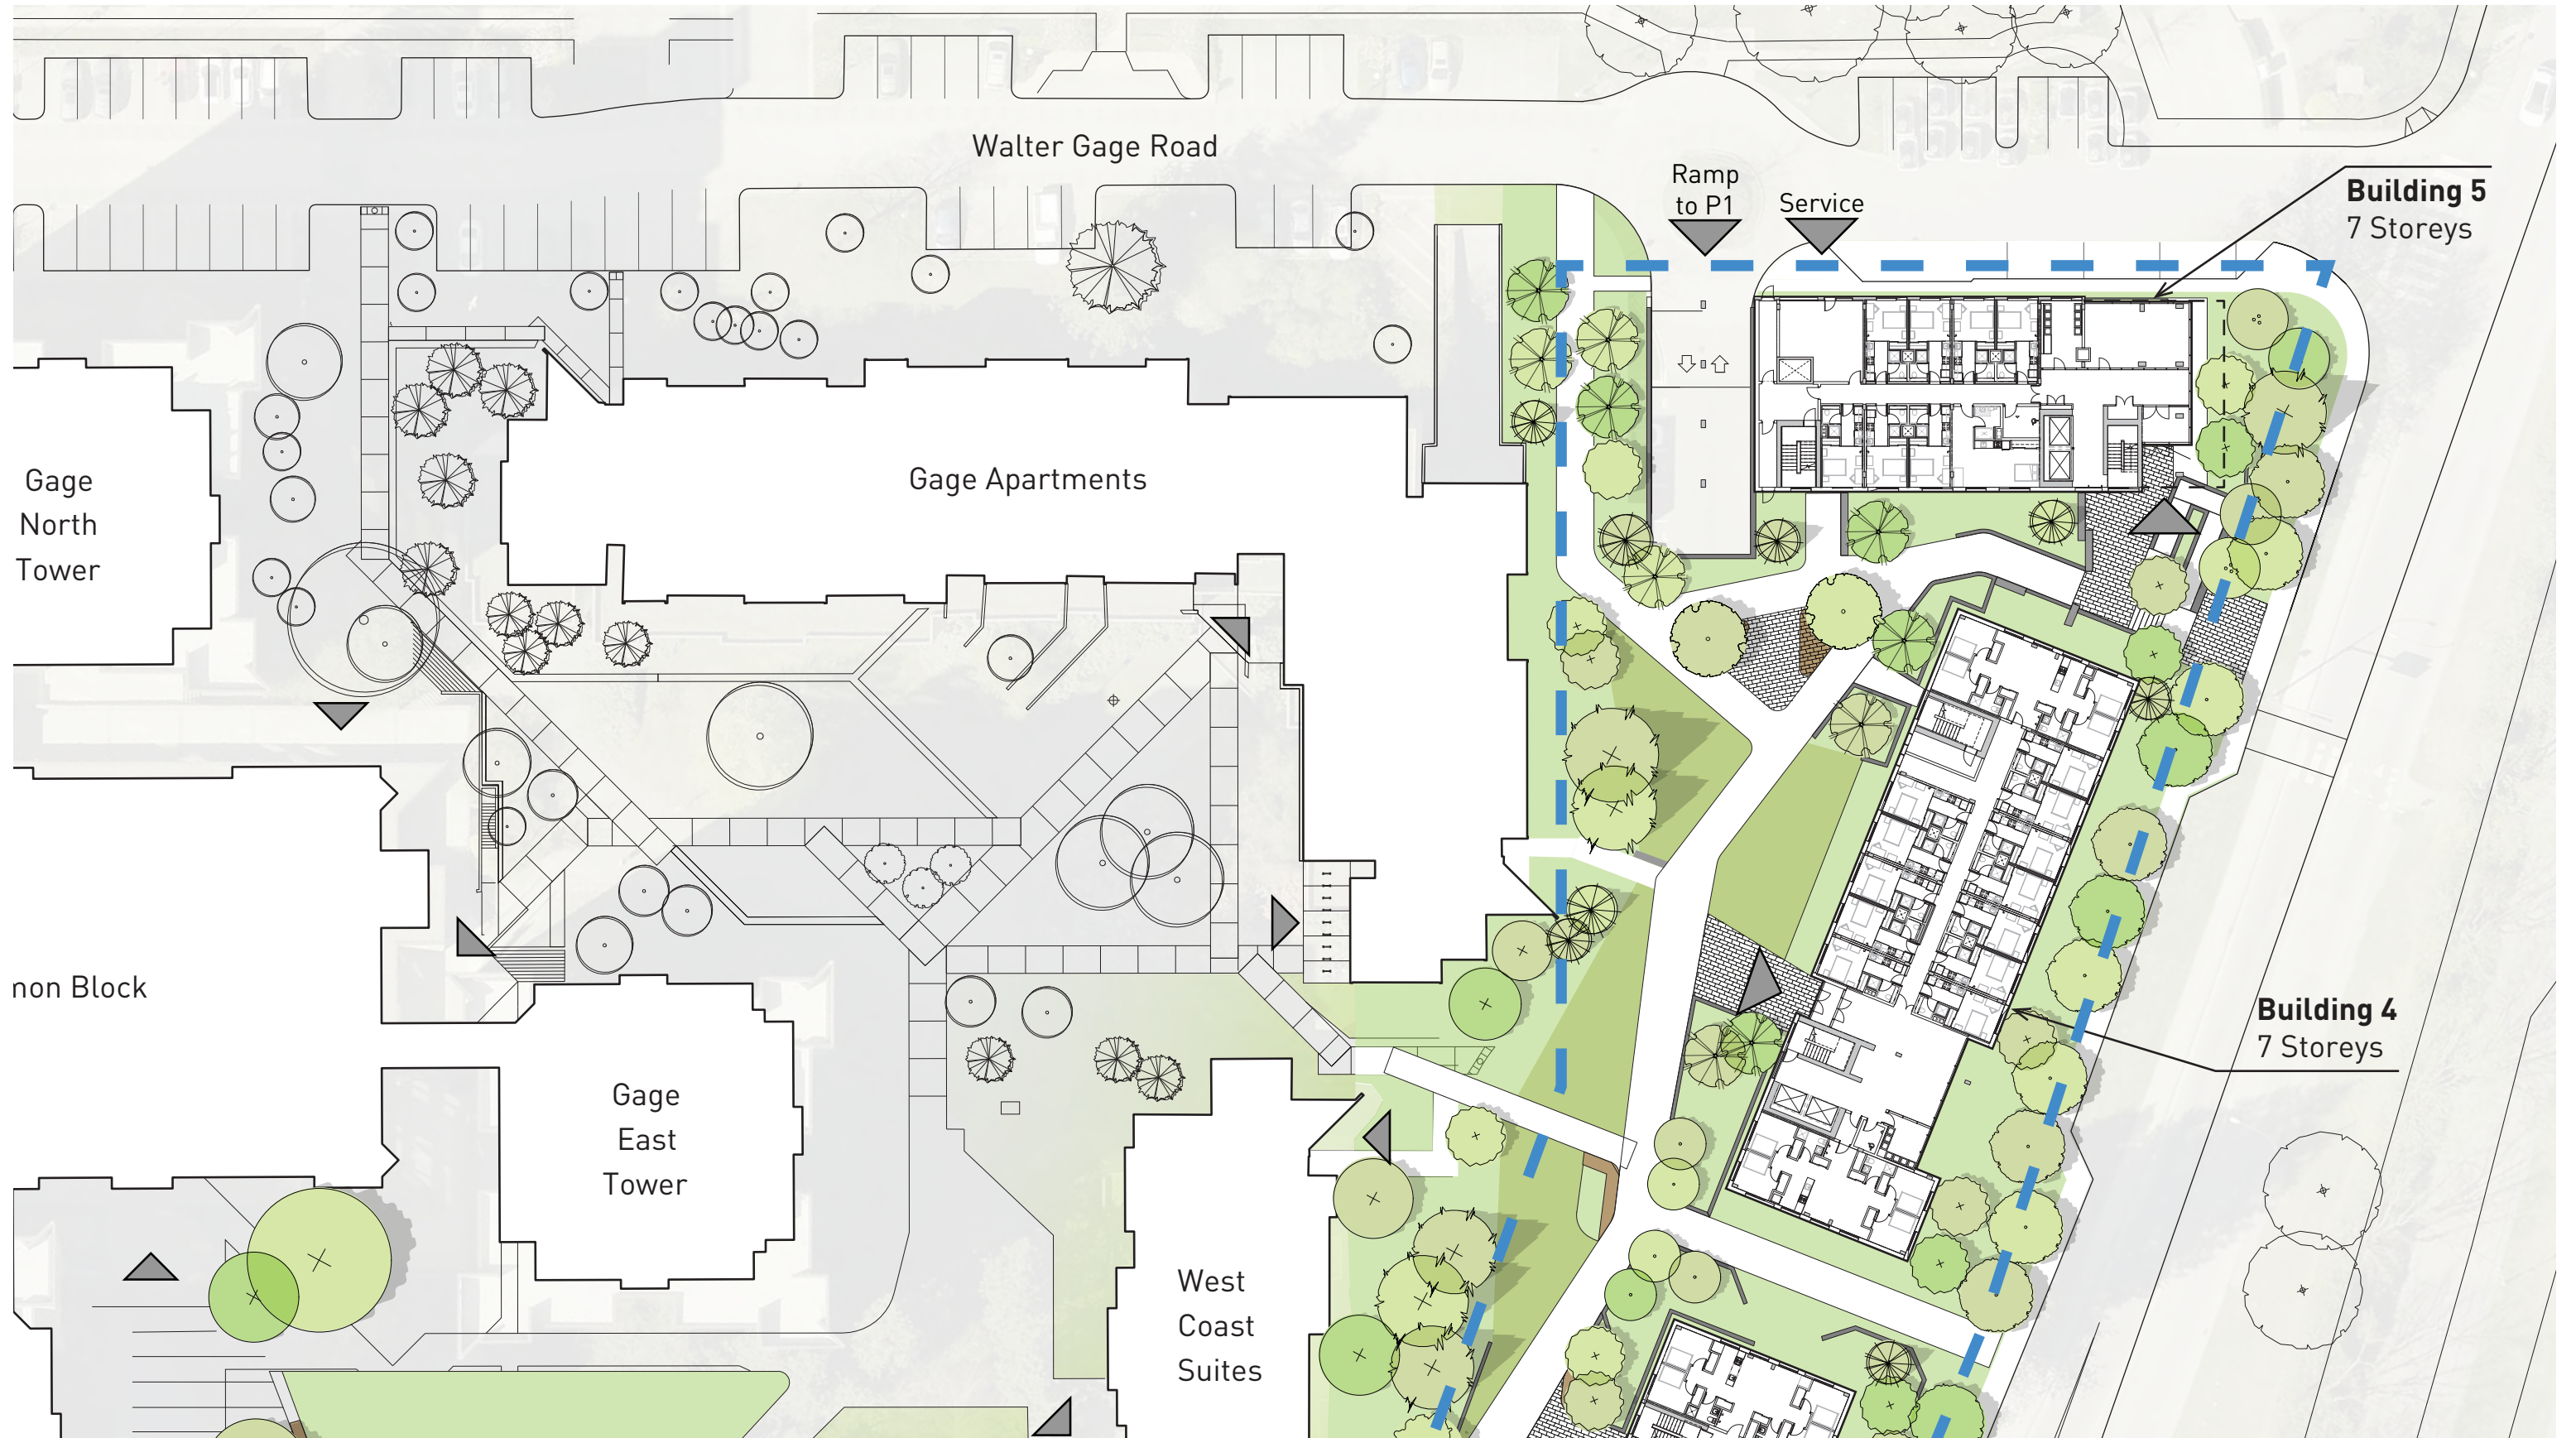 Walter Gage Road
Ramp
to P1
Service
Building 5
7 Storeys
Gage
North
Tower
Gage Apartments
non Block
Building 4
7 Storeys
Gage
East
Tower
West
Coast
Suites